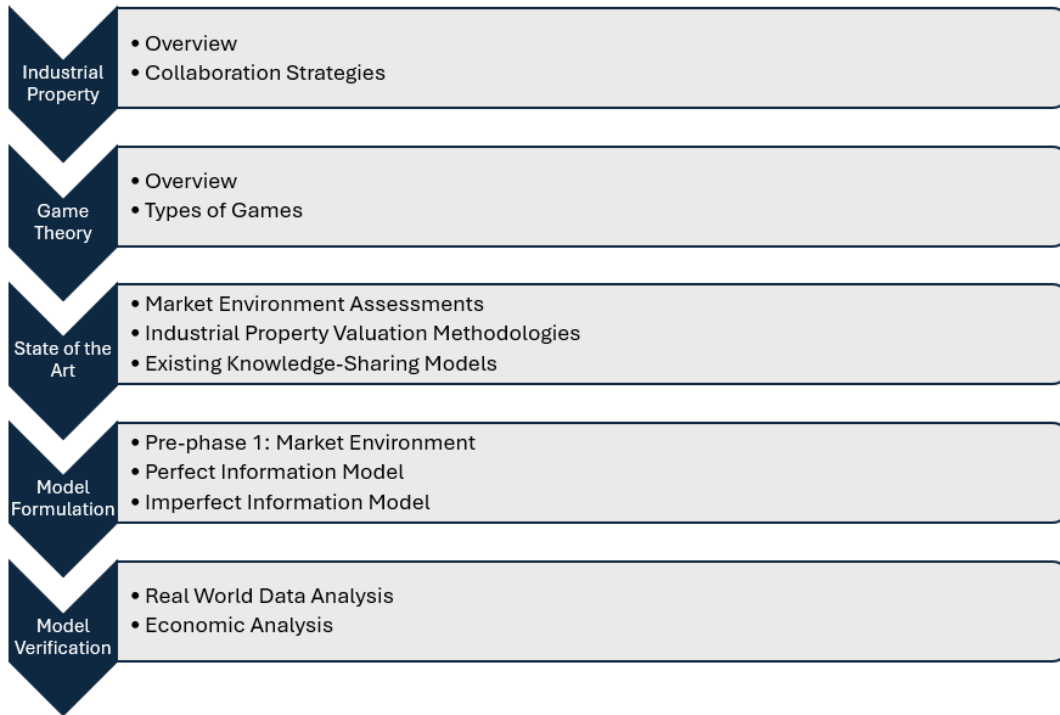 Industrial
Property
• Overview
• Collaboration Strategies
Game
Theory
• Overview
• Types of Games
State of the
Art
• Market Environment Assessments
• Industrial Property Valuation Methodologies
• Existing Knowledge-Sharing Models
Model
Formulation
• Pre-phase 1: Market Environment
• Perfect Information Model
• Imperfect Information Model
Model
Verification
• Real World Data Analysis
• Economic Analysis